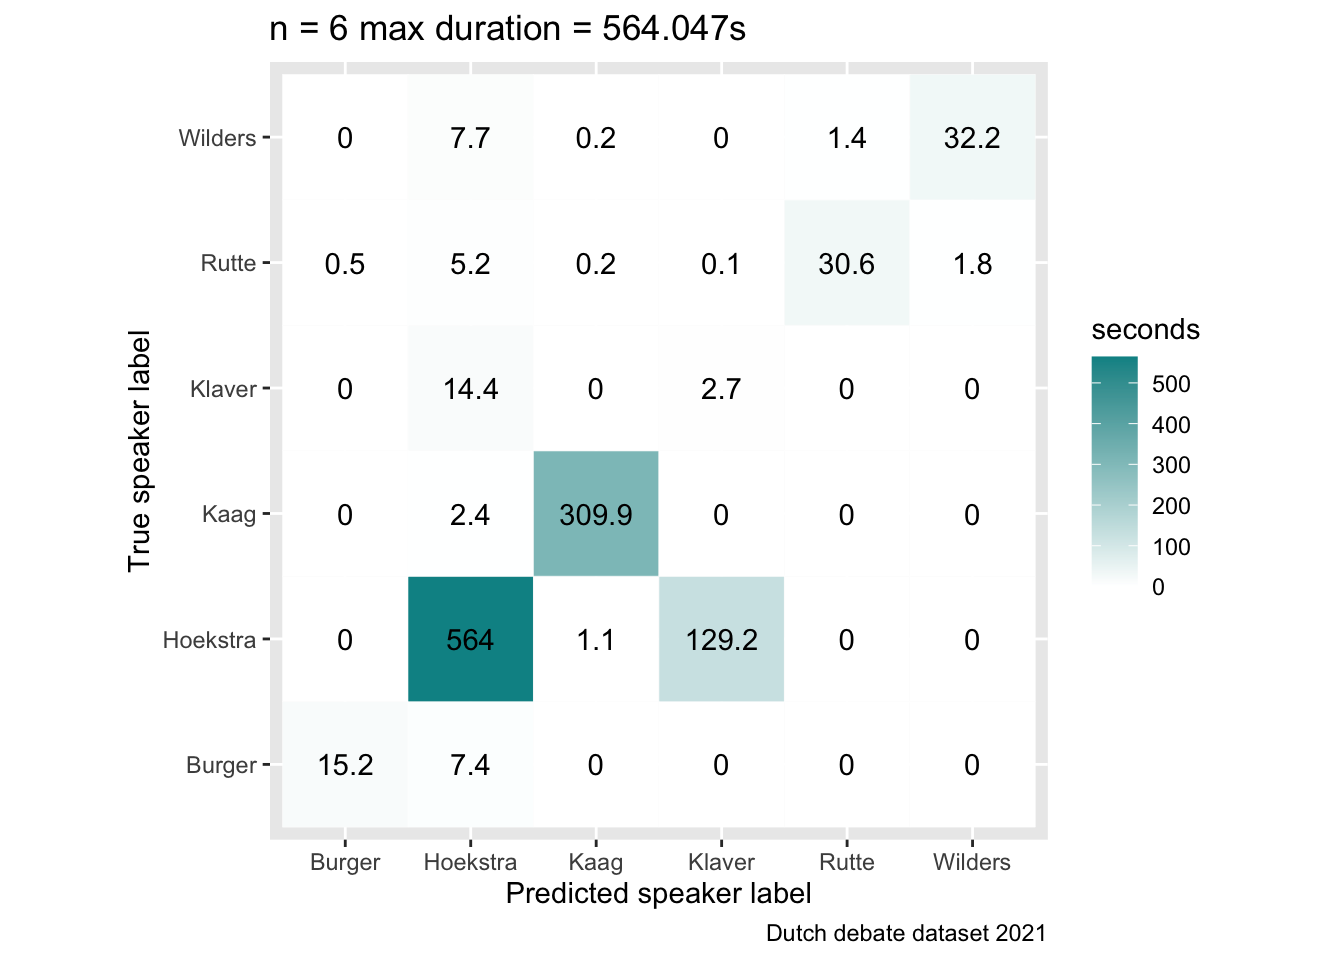 n = 6 max duration = 564.047s
Wilders 0 7.7 0.2 0 1.4 32.2
Rutte 0.5 5.2 0.2 0.1 30.6 1.8
Klaver 0 14.4 0 2.7 0 0
Kaag 0 2.4 309.9 0 0 0
Hoekstra 0 564 1.1 129.2 0 0
Burger 15.2 7.4 0 0 0 0
Burger Hoekstra Kaag Klaver Rutte Wilders
True speaker label
Predicted speaker label
seconds
500
400
300
200
100
0
Dutch debate dataset 2021